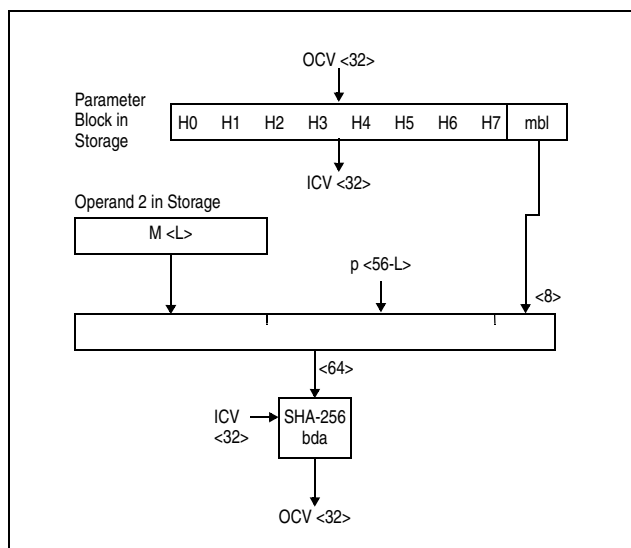 OCV <32>
Parameter
Block in
Storage
H0 H1 H2 H3 H4 H5 H6 H7 mbl
ICV <32>
Operand 2 in Storage
M <L>
p <56-L>
<8>
<64>
ICV
<32>
SHA-256
bda
OCV <32>